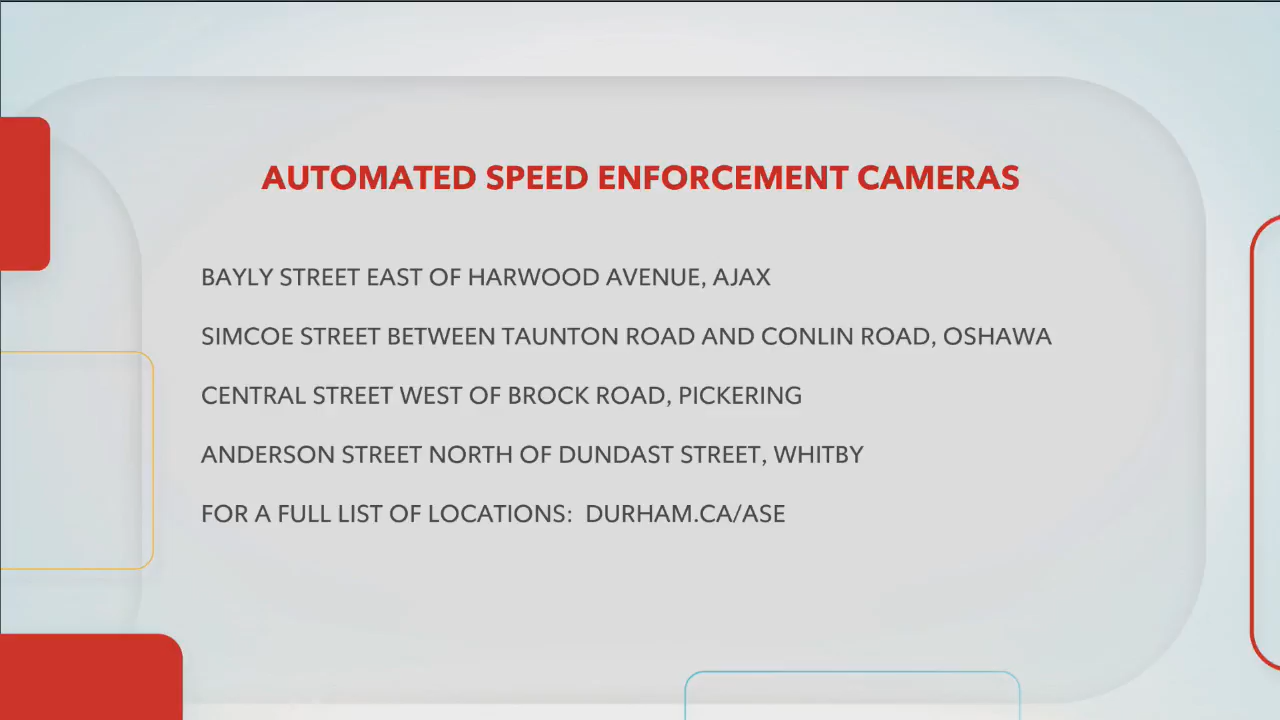 AUTOMATED SPEED ENFORCEMENT CAMERAS
BAYLY STREET EAST OF HARWOOD AVENUE, AJAX
SIMCOE STREET BETWEEN TAUNTON ROAD AND CONLIN ROAD, OSHAWA
CENTRAL STREET WEST OF BROCK ROAD, PICKERING
ANDERSON STREET NORTH OF DUNDAST STREET, WHITBY
FOR A FULL LIST OF LOCATIONS:  DURHAM.CA/ASE